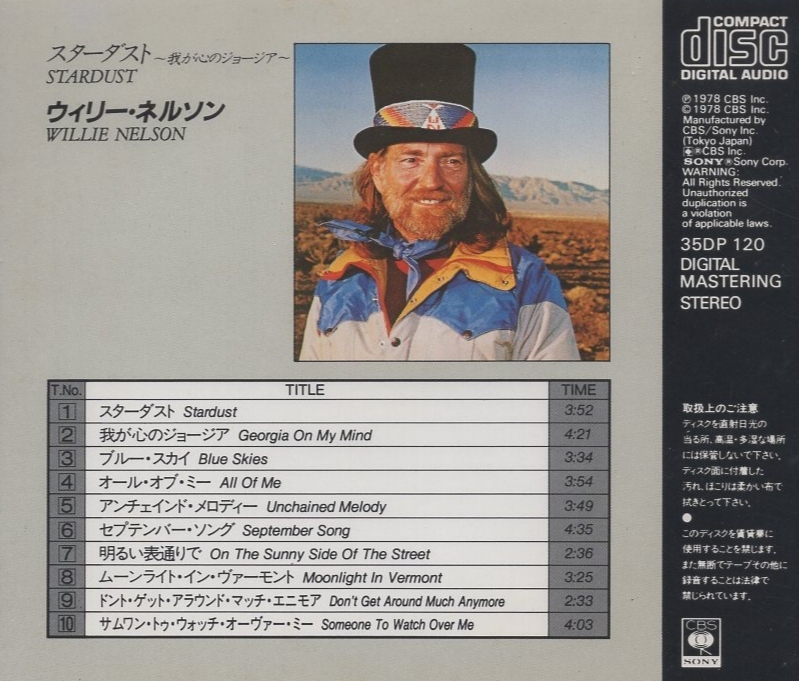 スターダスト ～我が心のジョージア～
STARDUST
ウィリー・ネルソン
WILLIE NELSON
T.No. TITLE TIME
1 スターダスト Stardust 3:52
2 我が心のジョージア Georgia On My Mind 4:21
3 ブルー・スカイ Blue Skies 3:34
4 オール・オブ・ミー All Of Me 3:54
5 アンチェインド・メロディー Unchained Melody 3:49
6 セプテンバー・ソング September Song 4:35
7 明るい表通りで On The Sunny Side Of The Street 2:36
8 ムーンライト・イン・ヴァーモント Moonlight In Vermont 3:25
9 ドント・ゲット・アラウンド・マッチ・エニモア Don't Get Around Much Anymore 2:33
10 サムワン・トゥ・ウォッチ・オーヴァー・ミー Someone To Watch Over Me 4:03
COMPACT
disc
DIGITAL AUDIO
℗1978 CBS Inc.
©1978 CBS Inc.
Manufactured by
CBS/Sony Inc.
(Tokyo Japan)
®CBS Inc.
SONY®Sony Corp.
WARNING:
All Rights Reserved.
Unauthorized
duplication is
a violation
of applicable laws.
35DP 120
DIGITAL
MASTERING
STEREO
取扱上のご注意
ディスクを直射日光の
当る所、高温・多湿な場所
には保管しないで下さい。
ディスク面に付着した
汚れ、ほこりは柔かい布で
拭きとって下さい。
●
このディスクを賃貸業に
使用することを禁じます。
また無断でテープその他に
録音することは法律で
禁じられています。
CBS
SONY